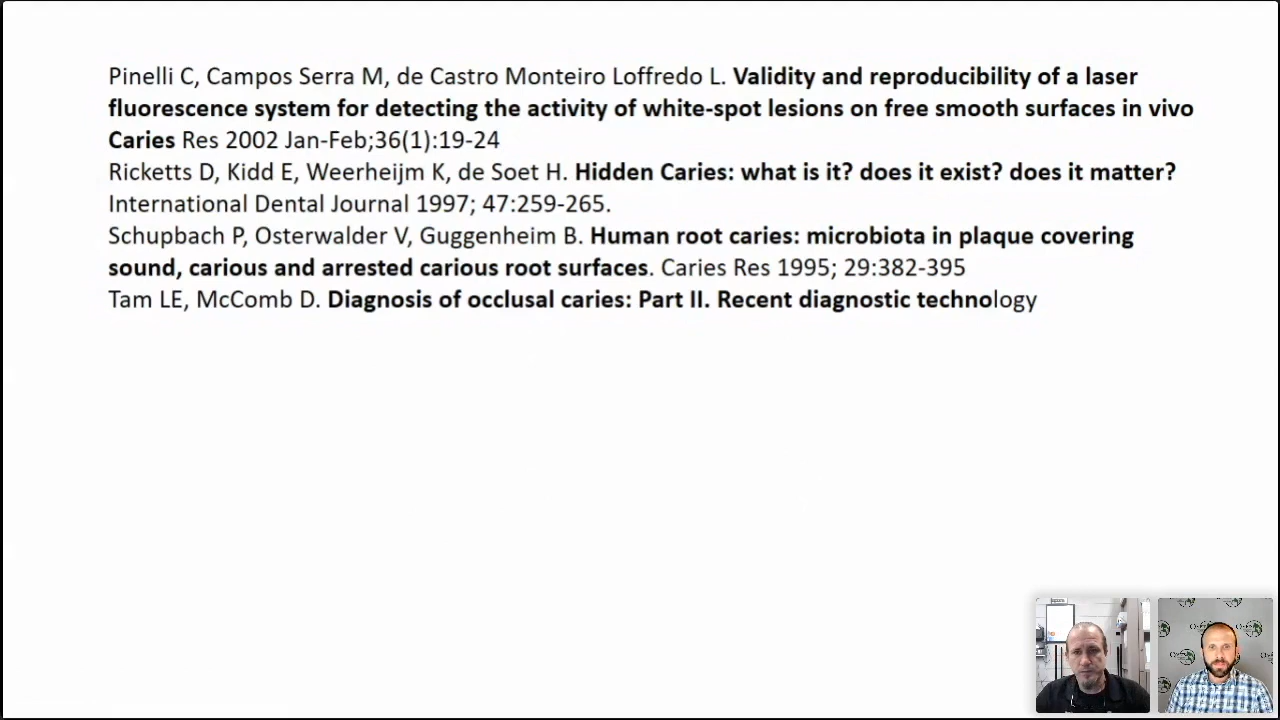 Pinelli C, Campos Serra M, de Castro Monteiro Loffredo L. Validity and reproducibility of a laser
fluorescence system for detecting the activity of white-spot lesions on free smooth surfaces in vivo
Caries Res 2002 Jan-Feb;36(1):19-24
Ricketts D, Kidd E, Weerheijm K, de Soet H. Hidden Caries: what is it? does it exist? does it matter?
International Dental Journal 1997; 47:259-265.
Schupbach P, Osterwalder V, Guggenheim B. Human root caries: microbiota in plaque covering
sound, carious and arrested carious root surfaces. Caries Res 1995; 29:382-395
Tam LE, McComb D. Diagnosis of occlusal caries: Part II. Recent diagnostic technology